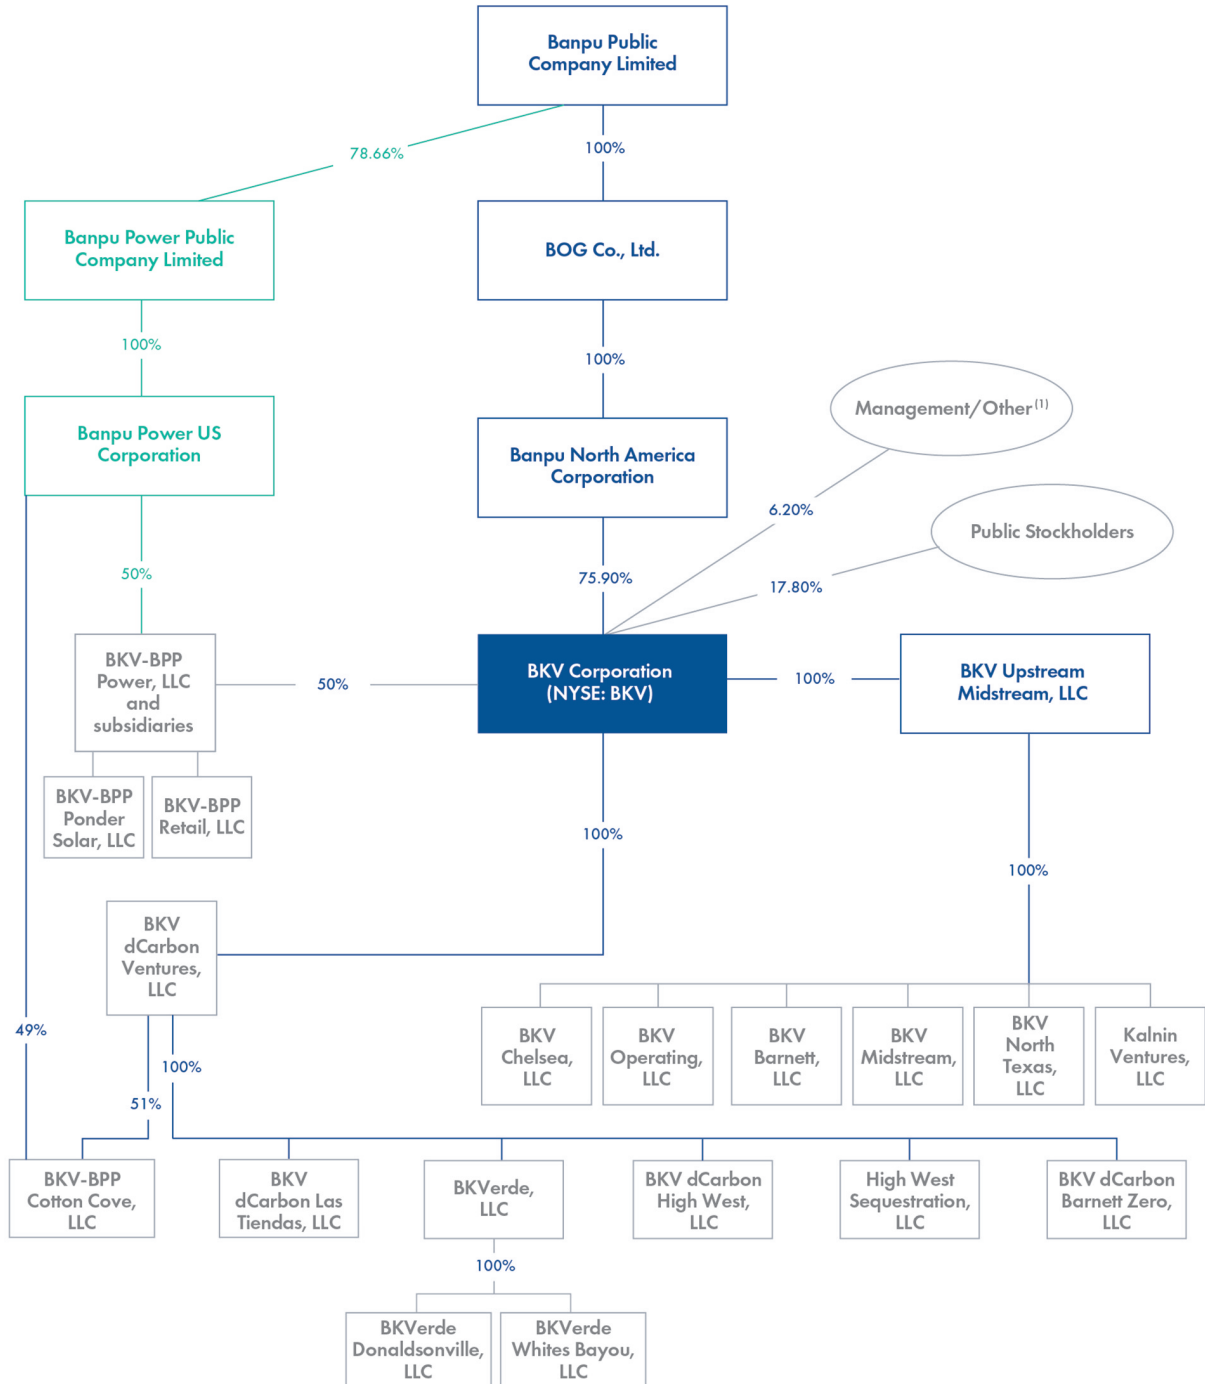 Banpu Public
Company Limited
78.66%
100%
Banpu Power Public
Company Limited
BOG Co., Ltd.
100%
100%
Management/Other(1)
Banpu Power US
Corporation
Banpu North America
Corporation
6.20%
Public Stockholders
50%
75.90%
17.80%
BKV-BPP
Power, LLC
and
subsidiaries
50%
BKV Corporation
(NYSE: BKV)
100%
BKV Upstream
Midstream, LLC
BKV-BPP
Ponder
Solar, LLC
BKV-BPP
Retail, LLC
100%
100%
BKV
dCarbon
Ventures,
LLC
49%
100%
51%
BKV
Chelsea,
LLC
BKV
Operating,
LLC
BKV
Barnett,
LLC
BKV
Midstream,
LLC
BKV
North
Texas,
LLC
Kalnin
Ventures,
LLC
BKV-BPP
Cotton Cove,
LLC
BKV
dCarbon Las
Tiendas, LLC
BKVerde,
LLC
BKV dCarbon
High West,
LLC
High West
Sequestration,
LLC
BKV dCarbon
Barnett Zero,
LLC
100%
BKVerde
Donaldsonville,
LLC
BKVerde
Whites Bayou,
LLC